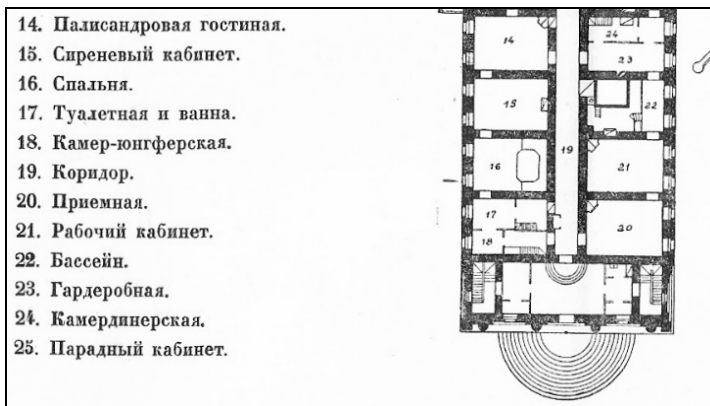 14. Палисандровая гостиная.
15. Сиреневый кабинет.
16. Спальня.
17. Туалетная и ванна.
18. Камер-юнгферская.
19. Коридор.
20. Приемная.
21. Рабочий кабинет.
22. Бассейн.
23. Гардеробная.
24. Камердинерская.
25. Парадный кабинет.
24
14
23
15
22
19
16
21
17
20
18